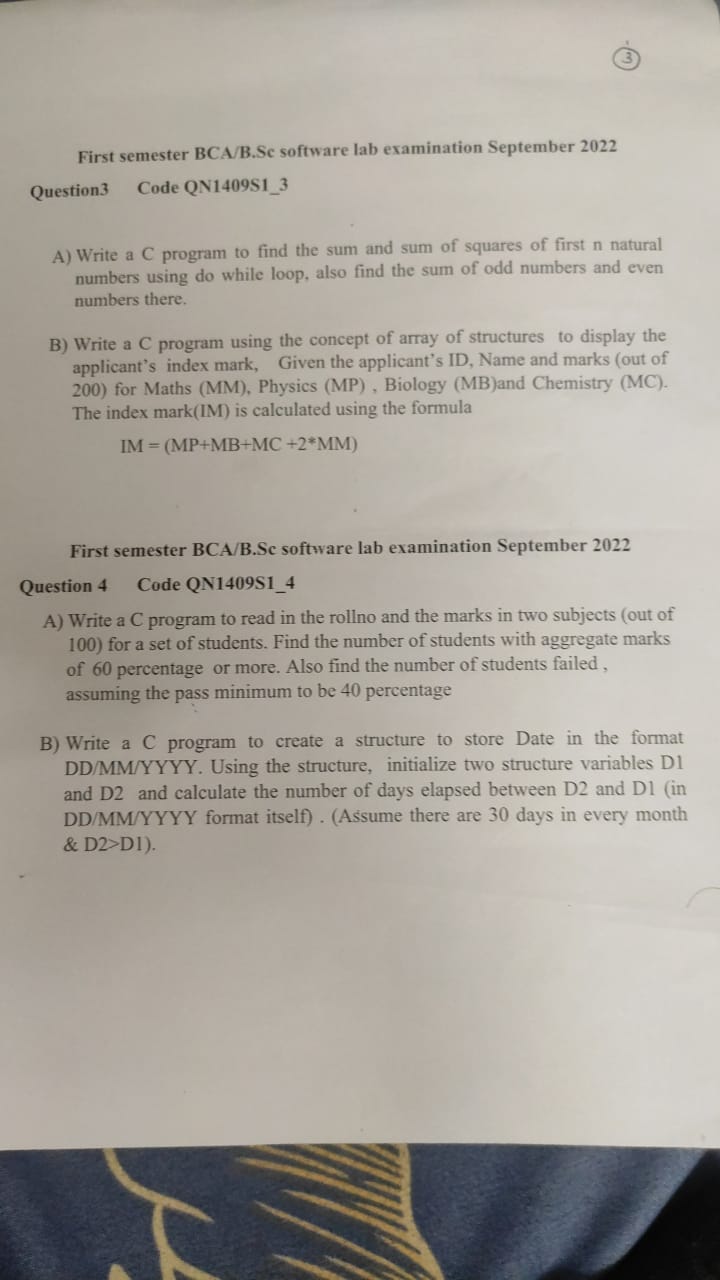 3
First semester BCA/B.Sc software lab examination September 2022
Question3 Code QN1409S1_3
A) Write a C program to find the sum and sum of squares of first n natural
numbers using do while loop, also find the sum of odd numbers and even
numbers there.
B) Write a C program using the concept of array of structures to display the
applicant's index mark, Given the applicant's ID, Name and marks (out of
200) for Maths (MM), Physics (MP) , Biology (MB)and Chemistry (MC).
The index mark(IM) is calculated using the formula
IM = (MP+MB+MC +2*MM)
First semester BCA/B.Sc software lab examination September 2022
Question 4 Code QN1409S1_4
A) Write a C program to read in the rollno and the marks in two subjects (out of
100) for a set of students. Find the number of students with aggregate marks
of 60 percentage or more. Also find the number of students failed ,
assuming the pass minimum to be 40 percentage
B) Write a C program to create a structure to store Date in the format
DD/MM/YYYY. Using the structure, initialize two structure variables D1
and D2 and calculate the number of days elapsed between D2 and D1 (in
DD/MM/YYYY format itself) . (Assume there are 30 days in every month
& D2>D1).